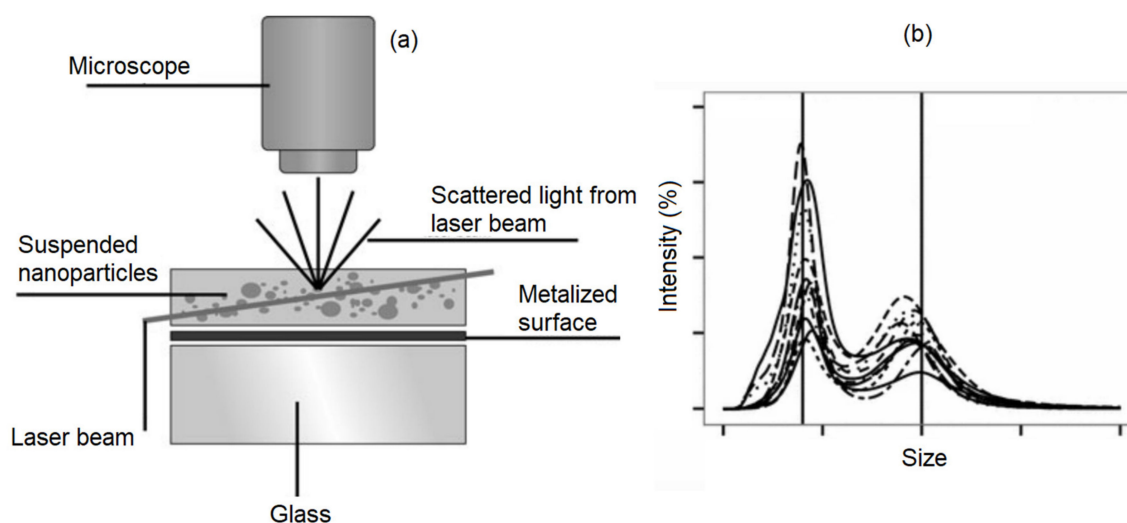 (a)
Microscope
Scattered light from
laser beam
Suspended
nanoparticles
Metalized
surface
Laser beam
Glass
(b)
Intensity (%)
Size